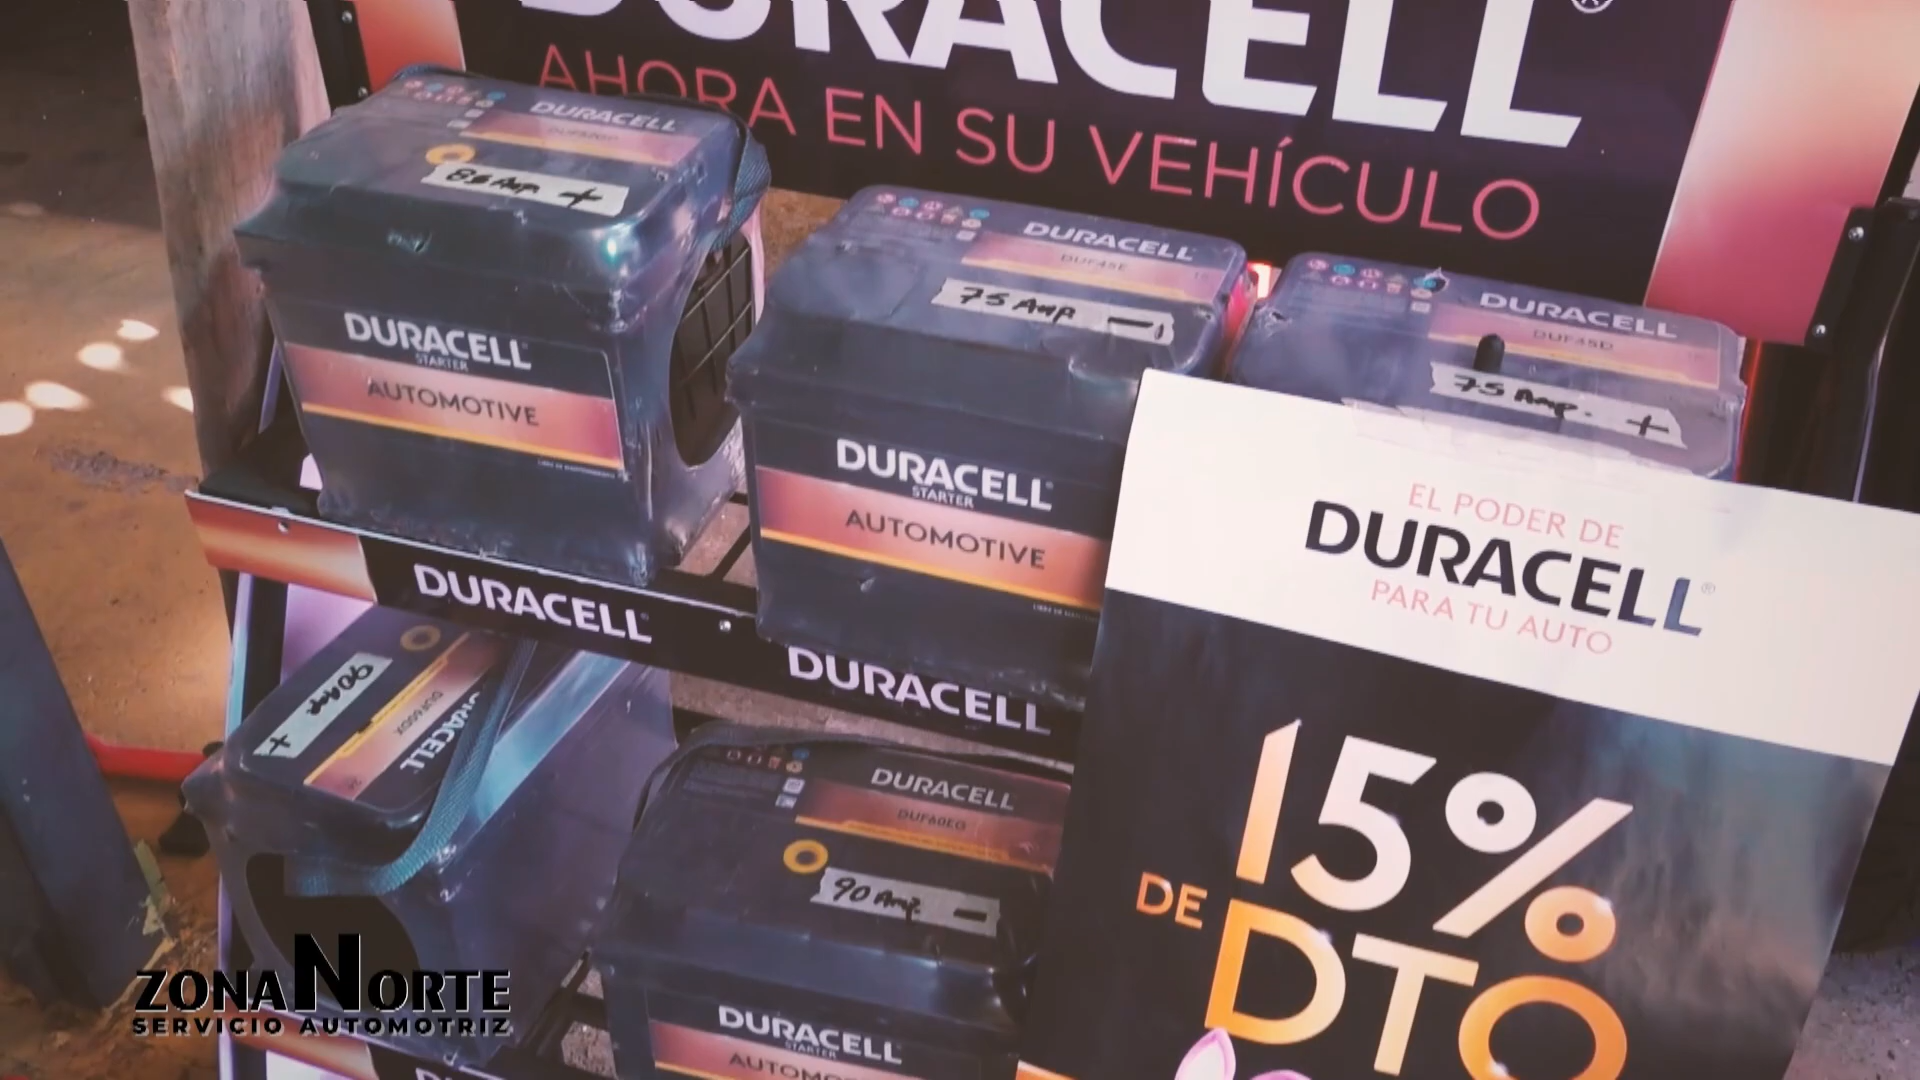 DURACELL®
AHORA EN SU VEHÍCULO
DURACELL
85 Amp. +
DURACELL
STARTER
AUTOMOTIVE
DURACELL
DUF45E
75 Amp -
DURACELL
STARTER
AUTOMOTIVE
DURACELL
DUF45D
75 Amp. +
EL PODER DE
DURACELL®
PARA TU AUTO
15%
DE DTO
DURACELL
DURACELL
90 Amp +
DURACELL
DURACELL
DUF60EG
90 Amp. -
DURACELL
STARTER
AUTOMO
ZONA NORTE
SERVICIO AUTOMOTRIZ